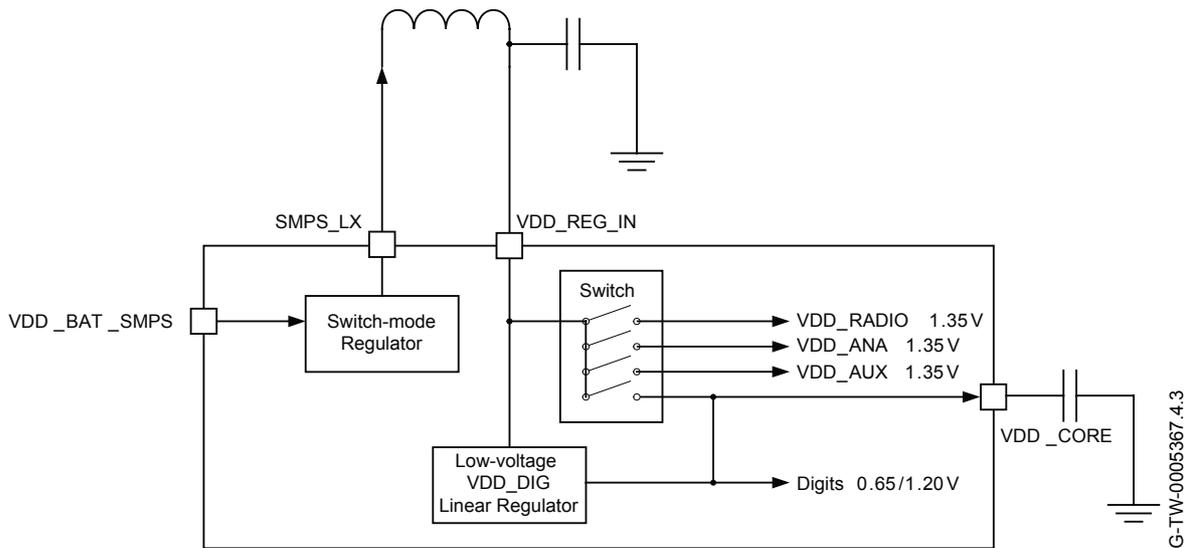 SMPS_LX
VDD_REG_IN
VDD _BAT _SMPS
Switch-mode
Regulator
Switch
VDD_RADIO 1.35 V
VDD_ANA 1.35 V
VDD_AUX 1.35 V
VDD _CORE
Low-voltage
VDD_DIG
Linear Regulator
Digits 0.65/1.20 V
G-TW-0005367.4.3